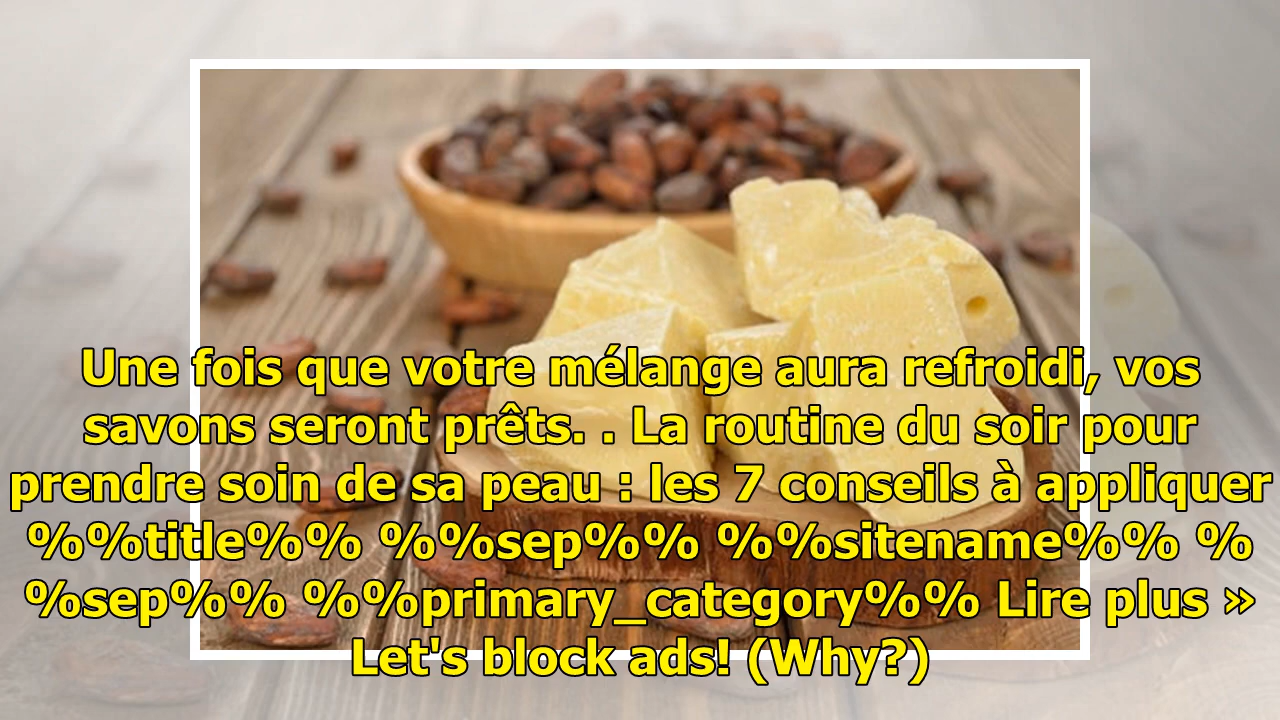 Une fois que votre mélange aura refroidi, vos
savons seront prêts. . La routine du soir pour
prendre soin de sa peau : les 7 conseils à appliquer
%%title%% %%sep%% %%sitename%% %
%sep%% %%primary_category%% Lire plus »
Let's block ads! (Why?)